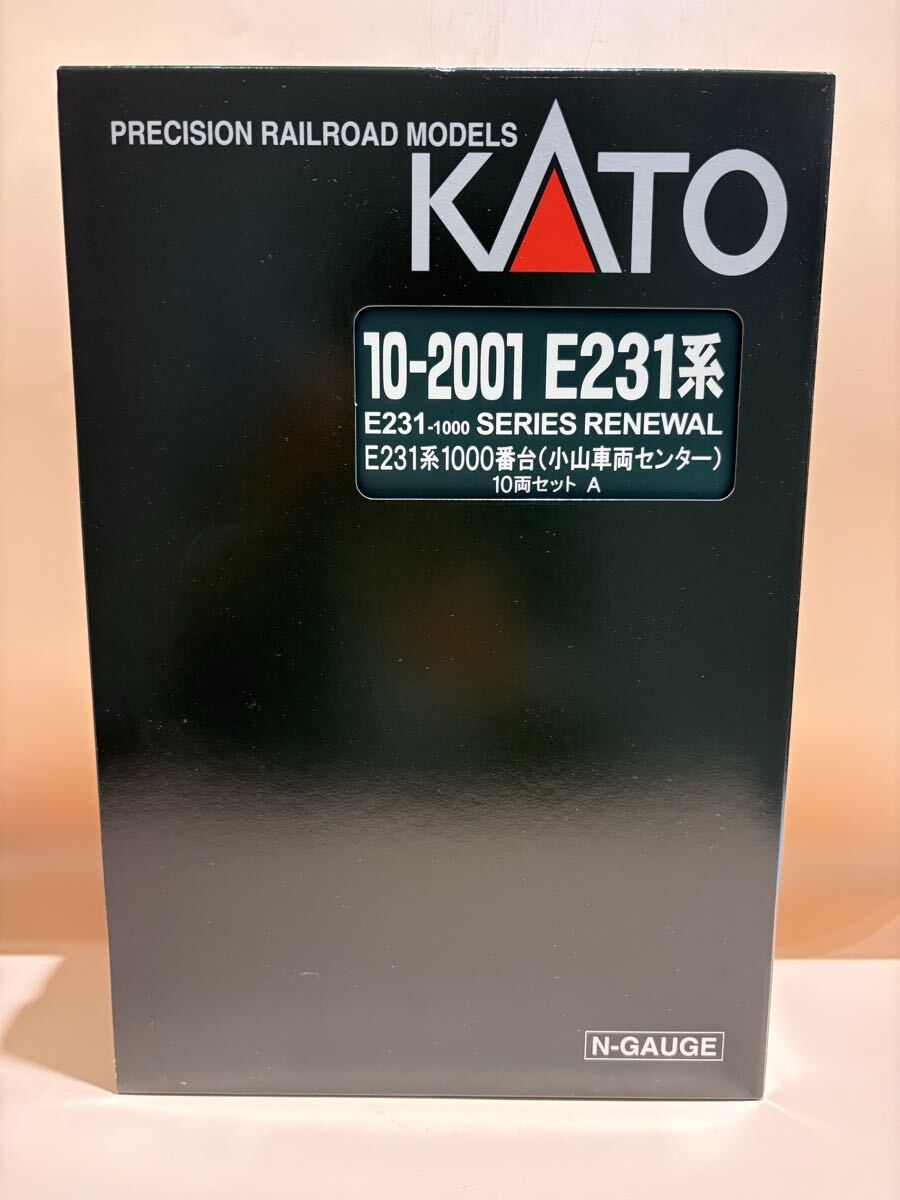 PRECISION RAILROAD MODELS
KATO
10-2001 E231系
E231-1000 SERIES RENEWAL
E231系1000番台(小山車両センター)
10両セット A
N-GAUGE